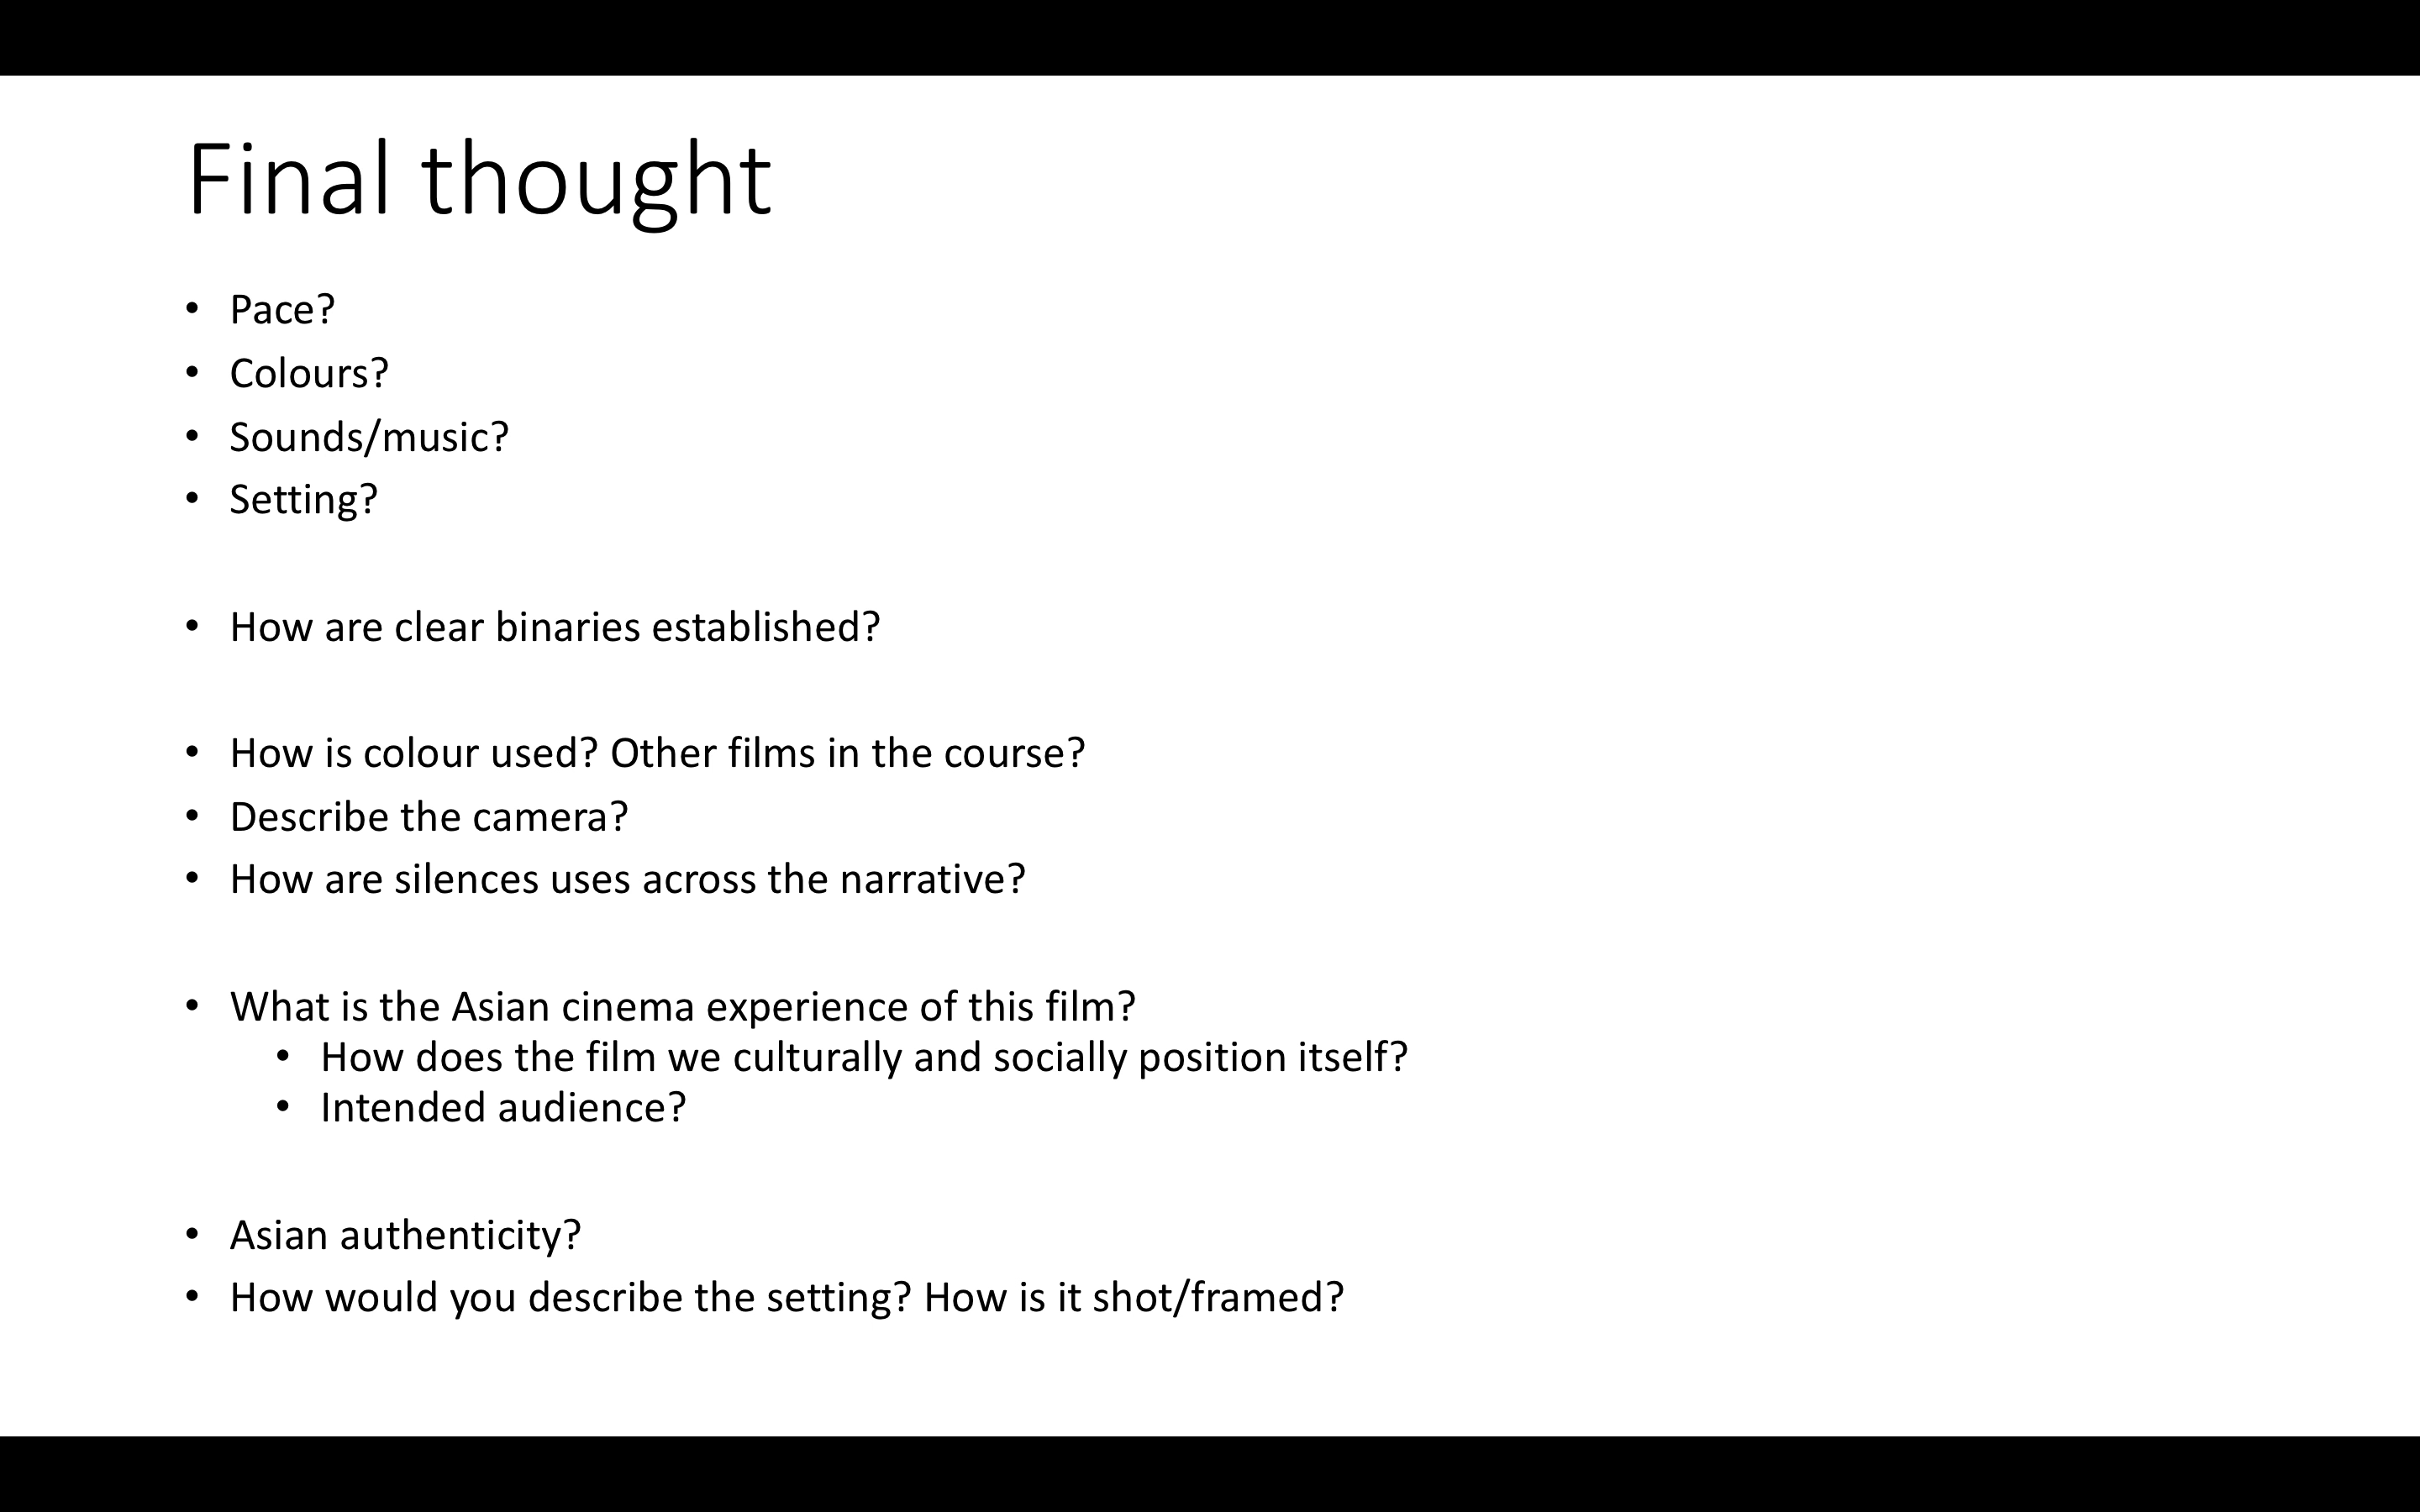 Final thought
• Pace?
• Colours?
• Sounds/music?
• Setting?
• How are clear binaries established?
• How is colour used? Other films in the course?
• Describe the camera?
• How are silences uses across the narrative?
• What is the Asian cinema experience of this film?
• How does the film we culturally and socially position itself?
• Intended audience?
• Asian authenticity?
• How would you describe the setting? How is it shot/framed?